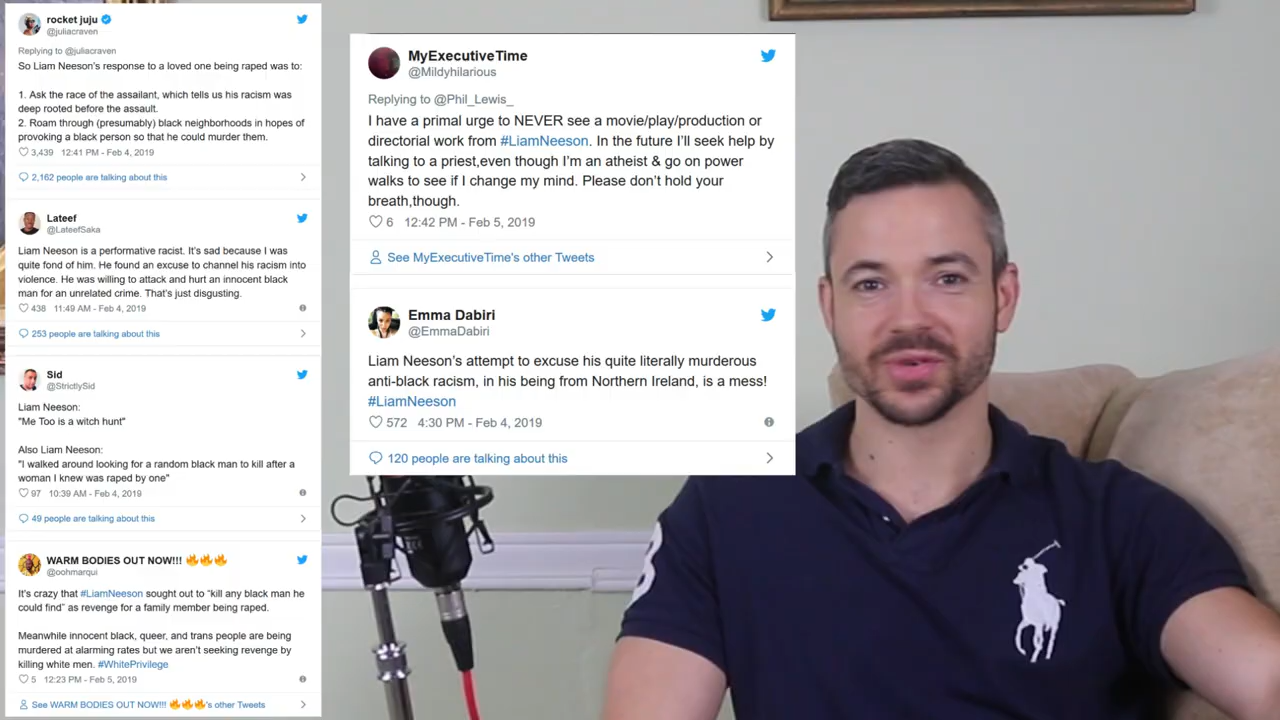 rocket juju
@juliacraven
Replying to @juliacraven
So Liam Neeson's response to a loved one being raped was to:
1. Ask the race of the assailant, which tells us his racism was
deep rooted before the assault.
2. Roam through (presumably) black neighborhoods in hopes of
provoking a black person so that he could murder them.
3,439 12:41 PM - Feb 4, 2019
2,162 people are talking about this
Lateef
@LateefSaka
Liam Neeson is a performative racist. It's sad because I was
quite fond of him. He found an excuse to channel his racism into
violence. He was willing to attack and hurt an innocent black
man for an unrelated crime. That's just disgusting.
438 11:49 AM - Feb 4, 2019
253 people are talking about this
Sid
@StrictlySid
Liam Neeson:
"Me Too is a witch hunt"
Also Liam Neeson:
"I walked around looking for a random black man to kill after a
woman I knew was raped by one"
97 10:39 AM - Feb 4, 2019
49 people are talking about this
WARM BODIES OUT NOW!!! 🔥🔥🔥
@oohmarqui
It's crazy that #LiamNeeson sought out to “kill any black man he
could find” as revenge for a family member being raped.
Meanwhile innocent black, queer, and trans people are being
murdered at alarming rates but we aren't seeking revenge by
killing white men. #WhitePrivilege
5 12:23 PM - Feb 5, 2019
See WARM BODIES OUT NOW!!! 🔥🔥🔥's other Tweets
MyExecutiveTime
@Mildyhilarious
Replying to @Phil_Lewis_
I have a primal urge to NEVER see a movie/play/production or
directorial work from #LiamNeeson. In the future I'll seek help by
talking to a priest,even though I'm an atheist & go on power
walks to see if I change my mind. Please don't hold your
breath,though.
6 12:42 PM - Feb 5, 2019
See MyExecutiveTime's other Tweets
Emma Dabiri
@EmmaDabiri
Liam Neeson's attempt to excuse his quite literally murderous
anti-black racism, in his being from Northern Ireland, is a mess!
#LiamNeeson
572 4:30 PM - Feb 4, 2019
120 people are talking about this